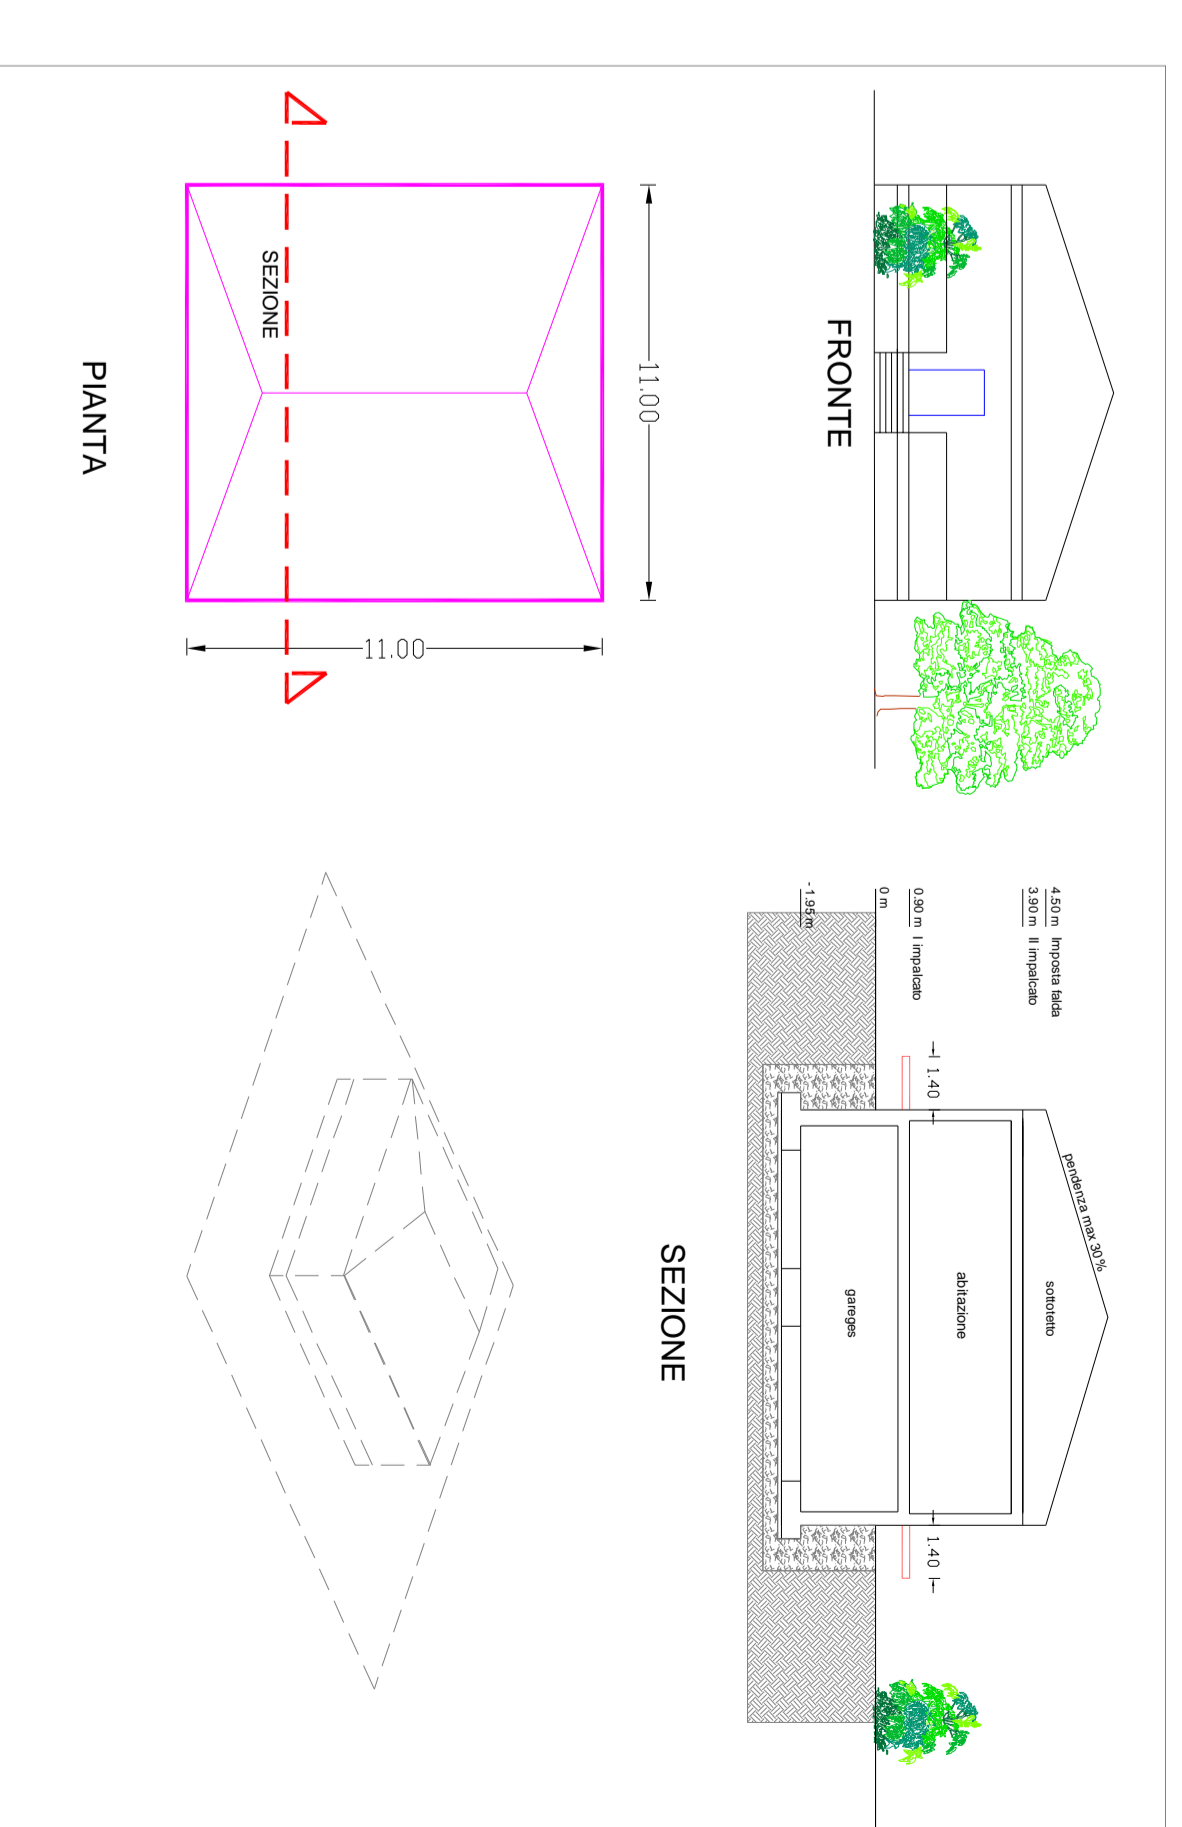 FRONTE
11.00
11.00
SEZIONE
PIANTA
4.50 m Imposta falda
3.90 m II impalcato
0.90 m I impalcato
0 m
- 1.95 m
1.40
1.40
pendenza max 30%
sottotetto
abitazione
gareges
SEZIONE